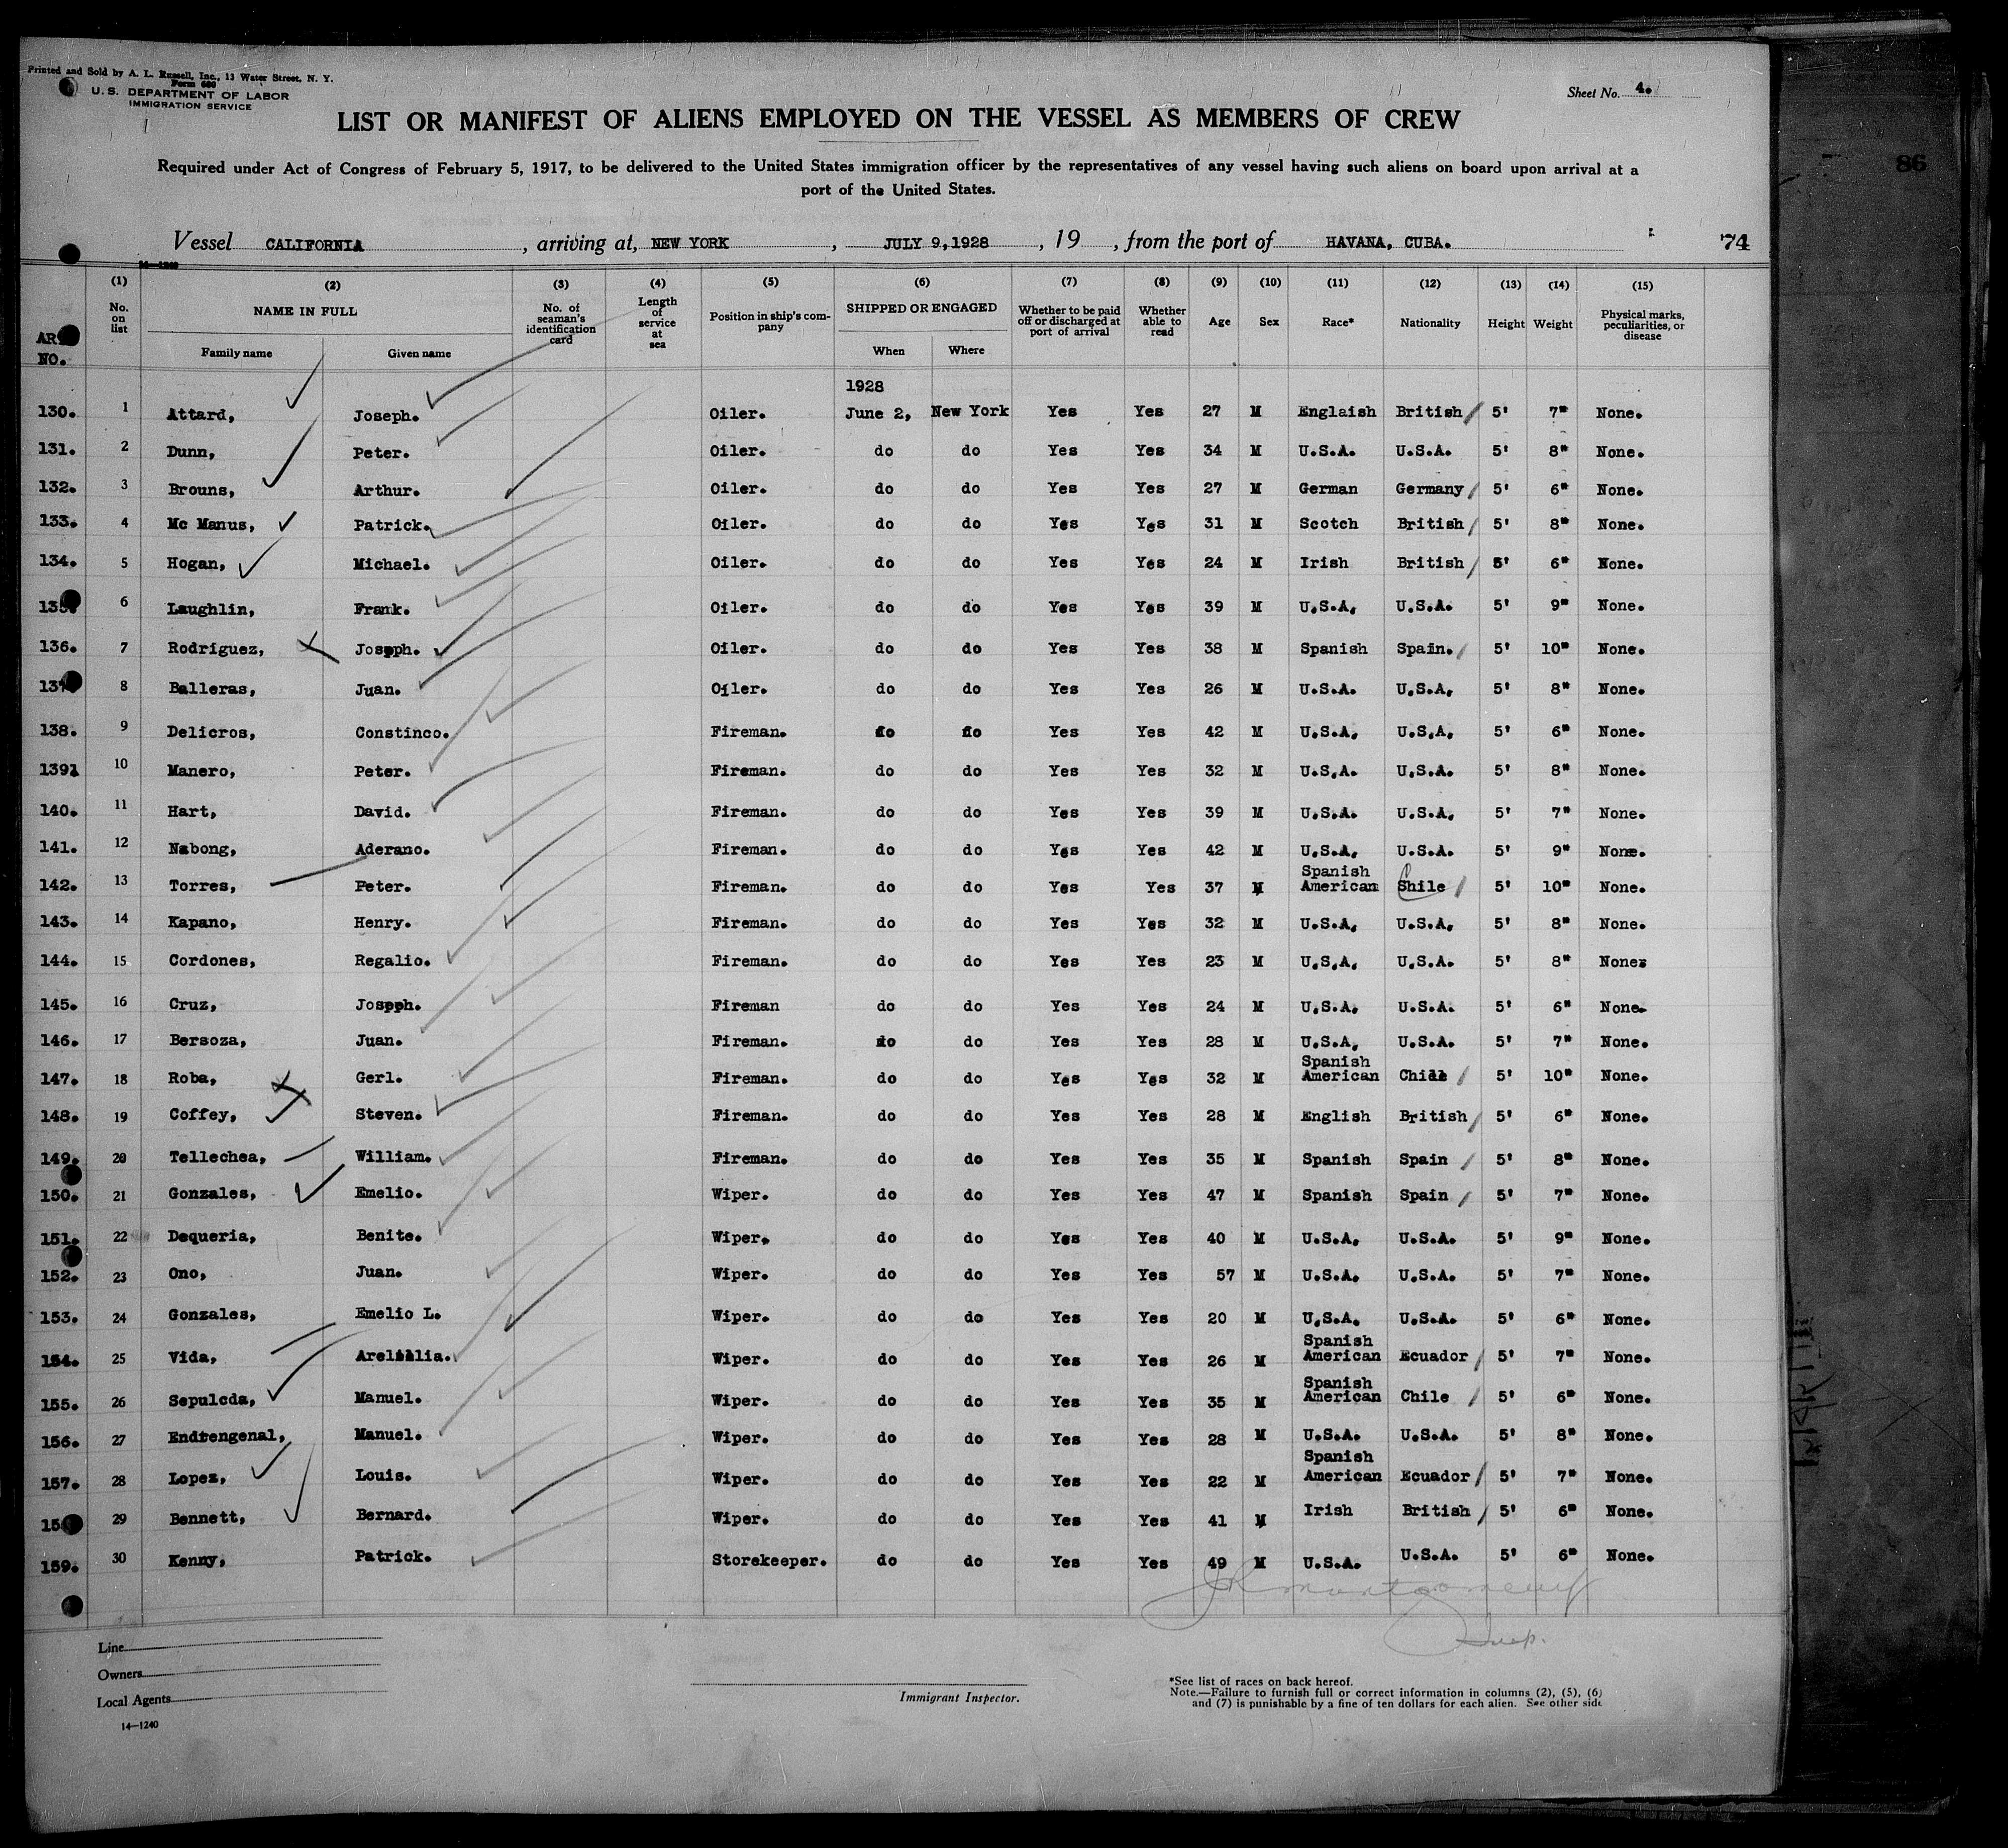 Printed and Sold by A. L. Russell, Inc., 13 Water Street, N. Y.
Form 680
U. S. DEPARTMENT OF LABOR
IMMIGRATION SERVICE
Sheet No. 4.
LIST OR MANIFEST OF ALIENS EMPLOYED ON THE VESSEL AS MEMBERS OF CREW
Required under Act of Congress of February 5, 1917, to be delivered to the United States immigration officer by the representatives of any vessel having such aliens on board upon arrival at a
port of the United States.
86
Vessel CALIFORNIA, arriving at, NEW YORK, JULY 9,1928, 19 , from the port of HAVANA, CUBA. 74
14-1240
(1) (2) (3) (4) (5) (6) (7) (8) (9) (10) (11) (12) (13) (14) (15)
No. on list NAME IN FULL No. of seaman's identification card Length of service at sea Position in ship's company SHIPPED OR ENGAGED Whether to be paid off or discharged at port of arrival Whether able to read Age Sex Race* Nationality Height Weight Physical marks, peculiarities, or disease
NO. Family name Given name When Where
1928
130. 1 Attard, Joseph. Oiler. June 2, New York Yes Yes 27 M Englaish British 5' 7" None.
131. 2 Dunn, Peter. Oiler. do do Yes Yes 34 M U.S.A. U.S.A. 5' 8" None.
132. 3 Brouns, Arthur. Oiler. do do Yes Yes 27 M German Germany 5' 6" None.
133. 4 Mc Manus, Patrick. Oiler. do do Yes Yes 31 M Scotch British 5' 8" None.
134. 5 Hogan, Michael. Oiler. do do Yes Yes 24 M Irish British 5' 6" None.
135. 6 Laughlin, Frank. Oiler. do do Yes Yes 39 M U.S.A, U.S.A. 5' 9" None.
136. 7 Rodriguez, Joseph. Oiler. do do Yes Yes 38 M Spanish Spain. 5' 10" None.
137. 8 Balleras, Juan. Oiler. do do Yes Yes 26 M U.S.A. U.S.A, 5' 8" None.
138. 9 Delicros, Constinco. Fireman. do do Yes Yes 42 M U.S.A, U.S.A, 5' 6" None.
1391 10 Manero, Peter. Fireman. do do Yes Yes 32 M U.S.A. U.S.A. 5' 8" None.
140. 11 Hart, David. Fireman. do do Yes Yes 39 M U.S.A. U.S.A, 5' 7" None.
141. 12 Nabong, Aderano. Fireman. do do Yes Yes 42 M U.S.A, U.S.A. 5' 9" None.
142. 13 Torres, Peter. Fireman. do do Yes Yes 37 M Spanish American Chile 5' 10" None.
143. 14 Kapano, Henry. Fireman. do do Yes Yes 32 M U.S.A, U.S.A, 5' 8" None.
144. 15 Cordones, Regalio. Fireman. do do Yes Yes 23 M U.S.A, U.S.A. 5' 8" None.
145. 16 Cruz, Joseph. Fireman do do Yes Yes 24 M U.S.A. U.S.A. 5' 6" None.
146. 17 Bersoza, Juan. Fireman. do do Yes Yes 28 M U.S.A, U.S.A. 5' 7" None.
147. 18 Roba, Gerl. Fireman. do do Yes Yes 32 M Spanish American Chile 5' 10" None.
148. 19 Coffey, Steven. Fireman. do do Yes Yes 28 M English British 5' 6" None.
149. 20 Tellechea, William. Fireman. do do Yes Yes 35 M Spanish Spain 5' 8" None.
150. 21 Gonzales, Emelio. Wiper. do do Yes Yes 47 M Spanish Spain 5' 7" None.
151. 22 Dequeria, Benito. Wiper. do do Yes Yes 40 M U.S.A, U.S.A. 5' 9" None.
152. 23 Ono, Juan. Wiper. do do Yes Yes 57 M U.S.A. U.S.A. 5' 7" None.
153. 24 Gonzales, Emelio L. Wiper. do do Yes Yes 20 M U.S.A. U.S.A. 5' 6" None.
154. 25 Vida, Wiper. do do Yes Yes 26 M Spanish American Ecuador 5' 7" None.
155. 26 Sepulcda, Manuel. Wiper. do do Yes Yes 35 M Spanish American Chile 5' 6" None.
156. 27 Endtengenal, Manuel. Wiper. do do Yes Yes 28 M U.S.A. U.S.A. 5' 8" None.
157. 28 Lopez, Louis. Wiper. do do Yes Yes 22 M Spanish American Ecuador 5' 7" None.
29 Bennett, Bernard. Wiper. do do Yes Yes 41 M Irish British 5' 6" None.
159. 30 Kenny, Patrick. Storekeeper. do do Yes Yes 49 M U.S.A. U.S.A. 5' 6" None.
JR Montgomery
Insp.
Line
Owners
Local Agents
14—1240
Immigrant Inspector.
*See list of races on back hereof.
Note.—Failure to furnish full or correct information in columns (2), (5), (6)
and (7) is punishable by a fine of ten dollars for each alien. See other side